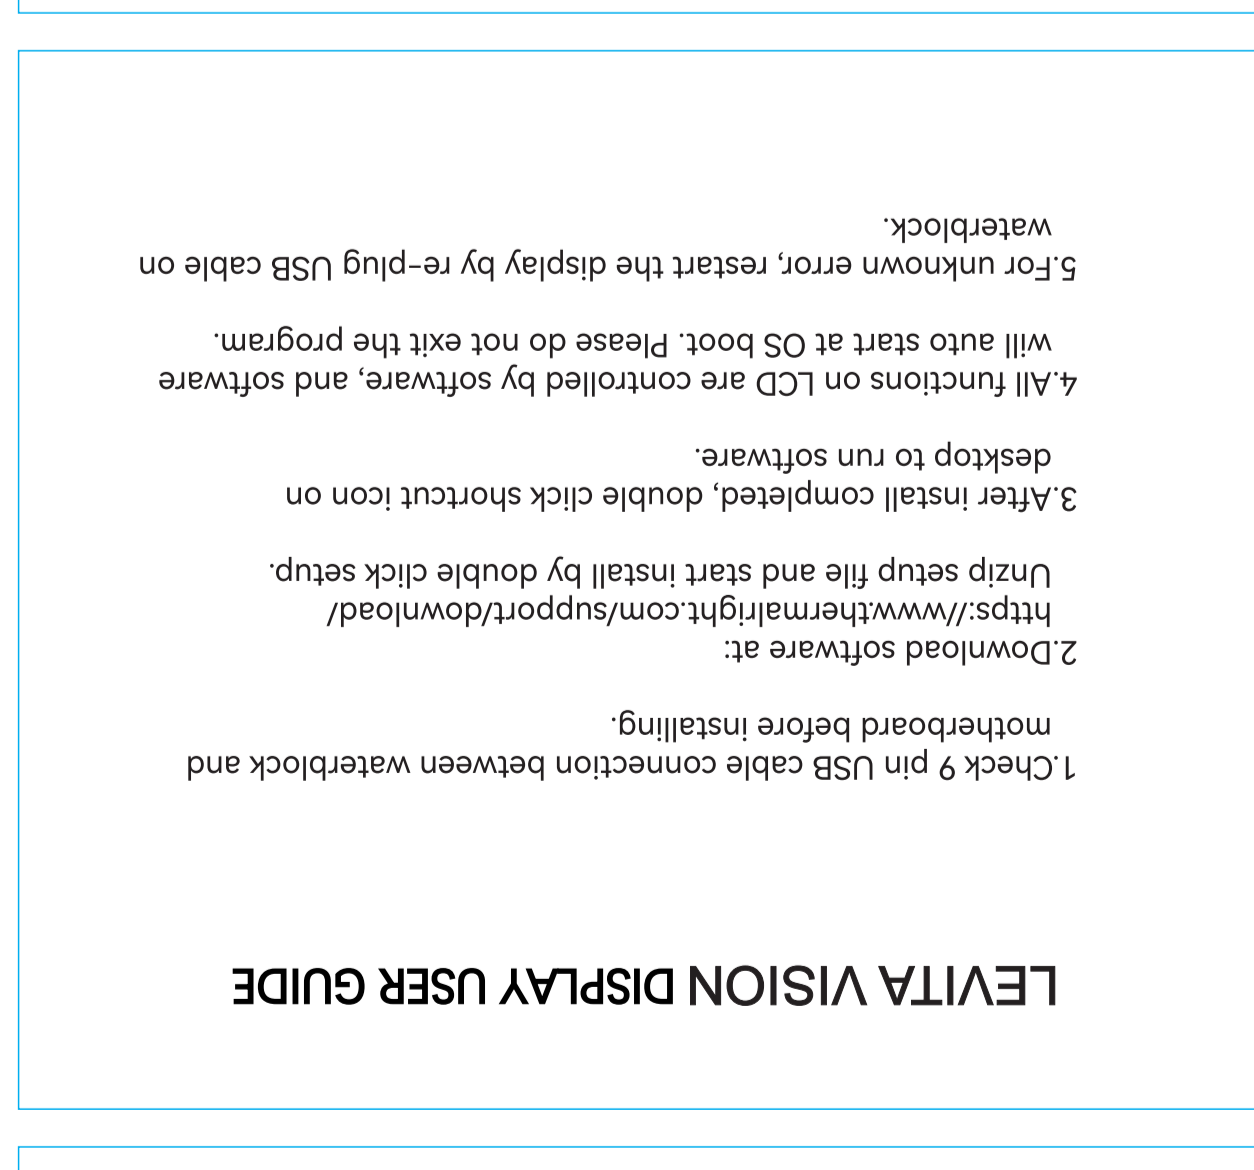 LEVITA VISION DISPLAY USER GUIDE
1.Check 9 pin USB cable connection between waterblock and
motherboard before installing.
2.Download software at:
https://www.thermalright.com/support/download/
Unzip setup file and start install by double click setup.
3.After install completed, double click shortcut icon on
desktop to run software.
4.All functions on LCD are controlled by software, and software
will auto start at OS boot. Please do not exit the program.
5.For unknown error, restart the display by re-plug USB cable on
waterblock.